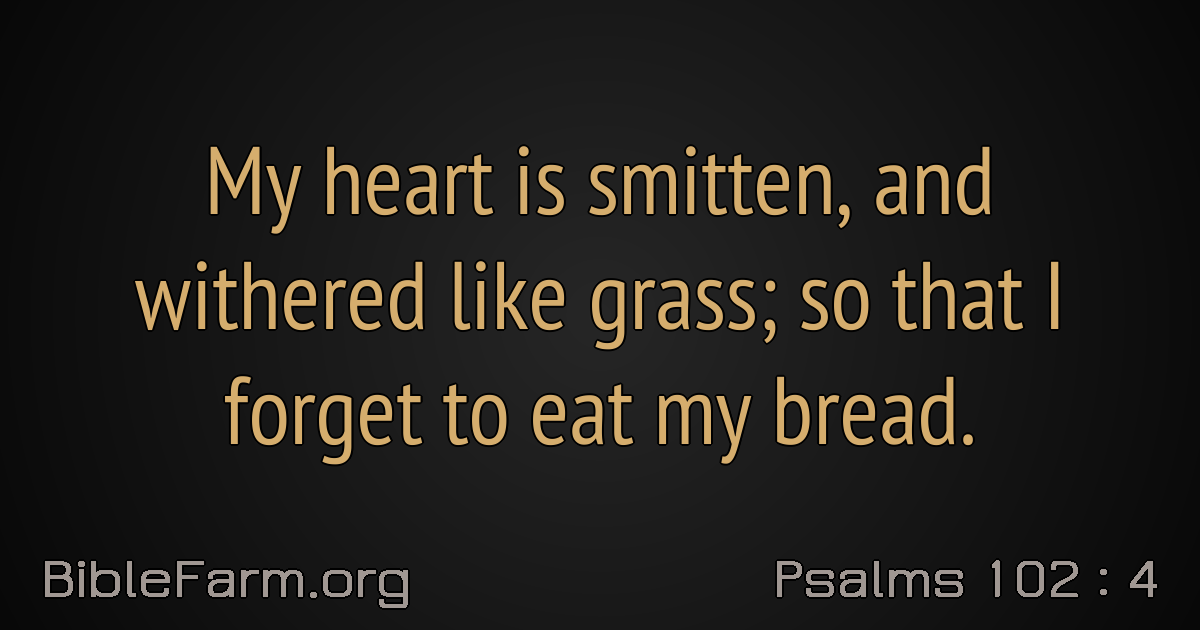 My heart is smitten, and
withered like grass; so that I
forget to eat my bread.
BibleFarm.org
Psalms 102 : 4